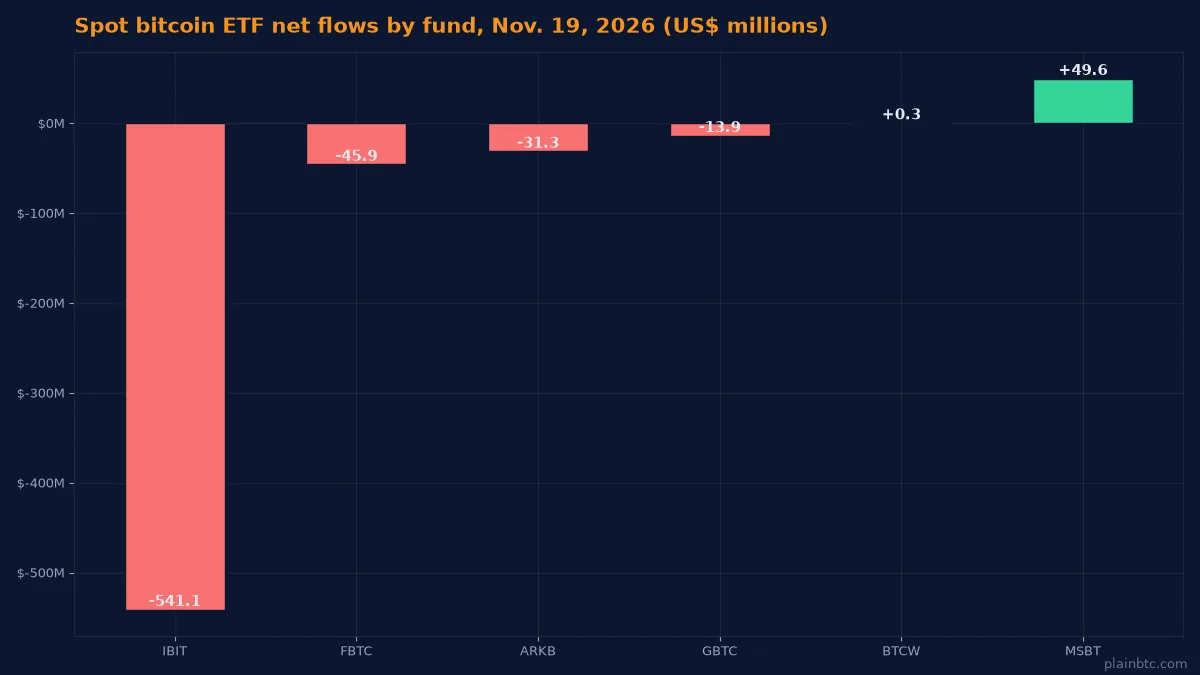 Spot bitcoin ETF net flows by fund, Nov. 19, 2026 (US$ millions)
+49.6
$0M
-541.1
-45.9
-31.3
-13.9
+0.3
$-100M
$-200M
$-300M
$-400M
$-500M
IBIT
FBTC
ARKB
GBTC
BTCW
MSBT
plainbtc.com